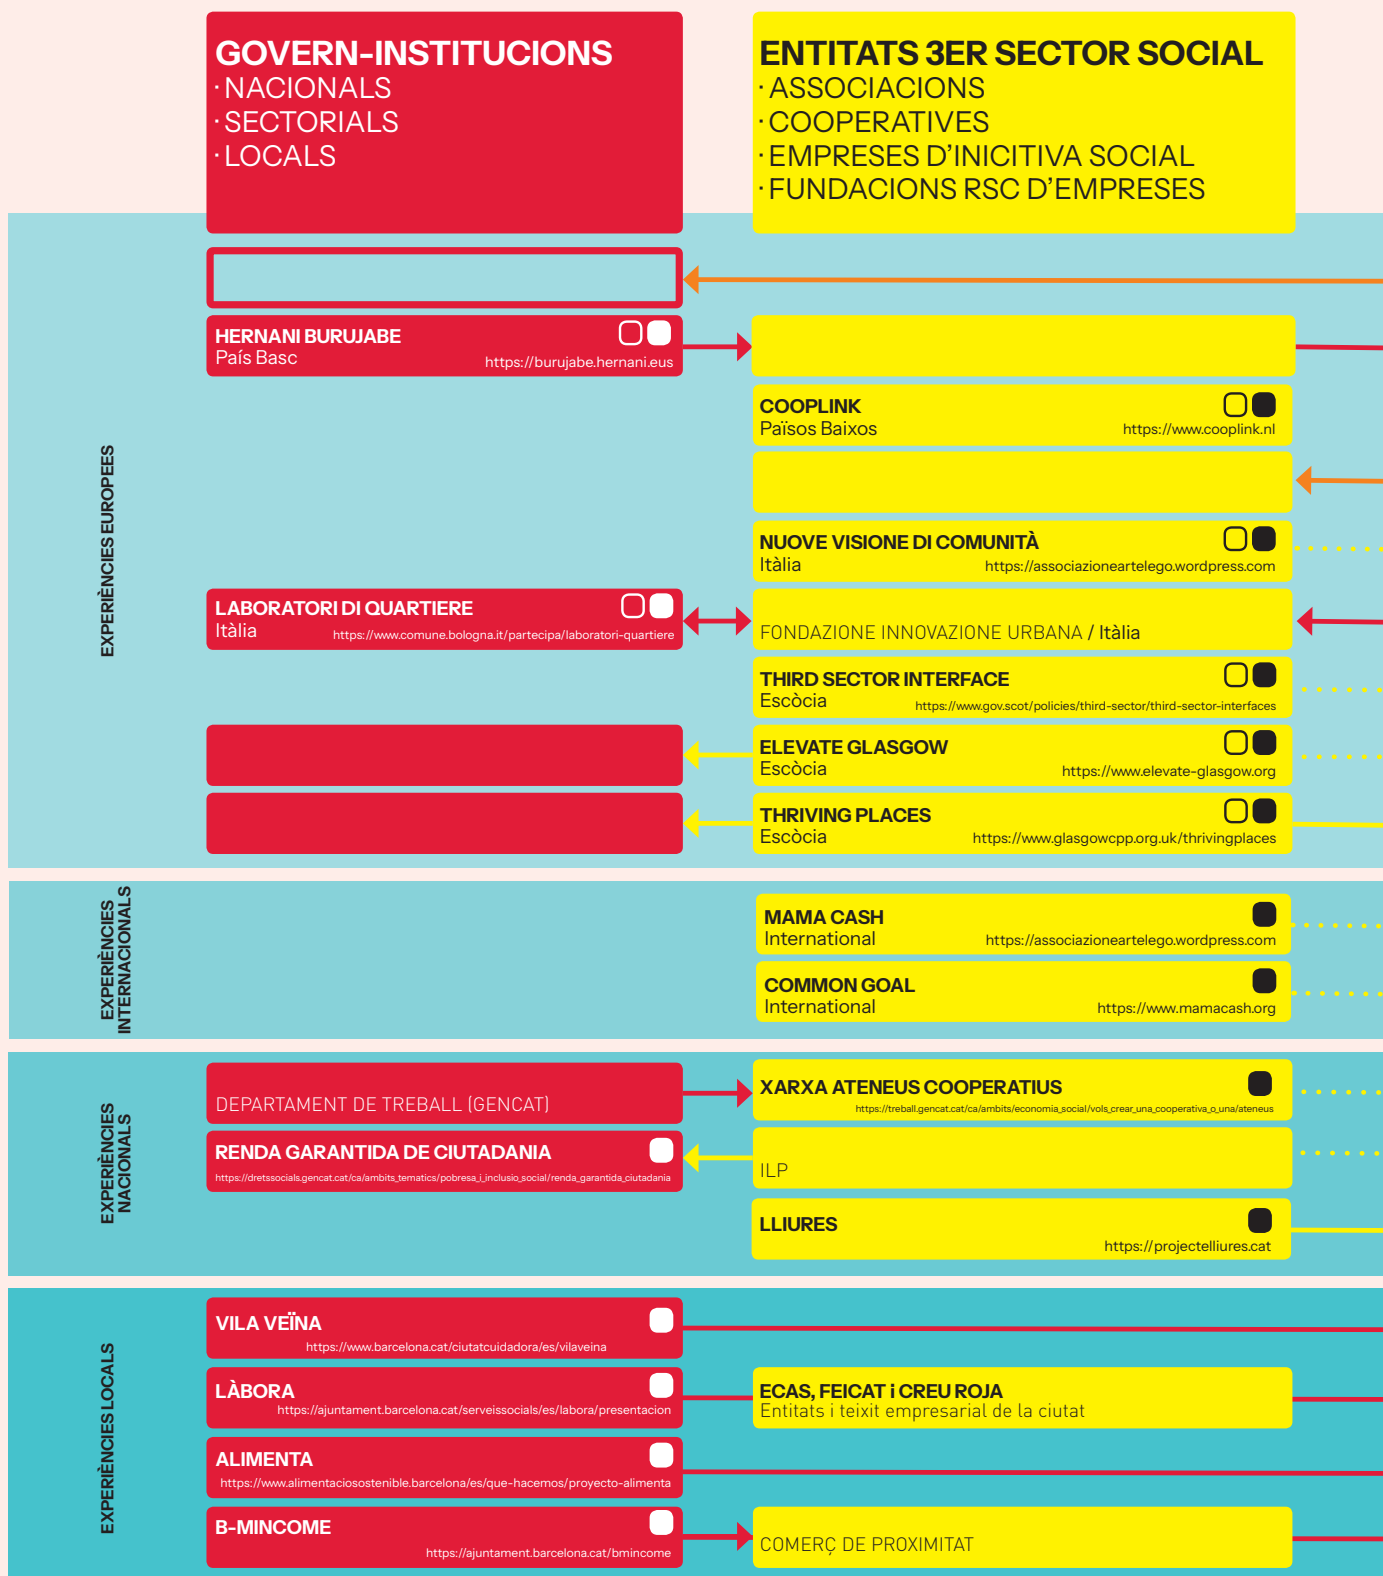 GOVERN-INSTITUCIONS
· NACIONALS
· SECTORIALS
· LOCALS
ENTITATS 3ER SECTOR SOCIAL
· ASSOCIACIONS
· COOPERATIVES
· EMPRESES D'INICITIVA SOCIAL
· FUNDACIONS RSC D'EMPRESES
EXPERIÈNCIES EUROPEES
HERNANI BURUJABE
País Basc
https://burujabe.hernani.eus
COOPLINK
Països Baixos
https://www.cooplink.nl
NUOVE VISIONE DI COMUNITÀ
Itàlia
https://associazioneartelego.wordpress.com
LABORATORI DI QUARTIERE
Itàlia
https://www.comune.bologna.it/partecipa/laboratori-quartiere
FONDAZIONE INNOVAZIONE URBANA / Itàlia
THIRD SECTOR INTERFACE
Escòcia
https://www.gov.scot/policies/third-sector/third-sector-interfaces
ELEVATE GLASGOW
Escòcia
https://www.elevate-glasgow.org
THRIVING PLACES
Escòcia
https://www.glasgowcpp.org.uk/thrivingplaces
EXPERIÈNCIES
INTERNACIONALS
MAMA CASH
International
https://associazioneartelego.wordpress.com
COMMON GOAL
International
https://www.mamacash.org
EXPERIÈNCIES
NACIONALS
DEPARTAMENT DE TREBALL (GENCAT)
XARXA ATENEUS COOPERATIUS
https://treball.gencat.cat/ca/ambits/economia_social/vols_crear_una_cooperativa_o_una/ateneus
RENDA GARANTIDA DE CIUTADANIA
https://dretssocials.gencat.cat/ca/ambits_tematics/pobresa_i_inclusio_social/renda_garantida_ciutadania
ILP
LLIURES
https://projectelliures.cat
EXPERIÈNCIES LOCALS
VILA VEÏNA
https://www.barcelona.cat/ciutatcuidadora/es/vilaveina
LÀBORA
https://ajuntament.barcelona.cat/serveissocials/es/labora/presentacion
ECAS, FEICAT i CREU ROJA
Entitats i teixit empresarial de la ciutat
ALIMENTA
https://www.alimentaciosostenible.barcelona/es/que-hacemos/proyecto-alimenta
B-MINCOME
https://ajuntament.barcelona.cat/bmincome
COMERÇ DE PROXIMITAT